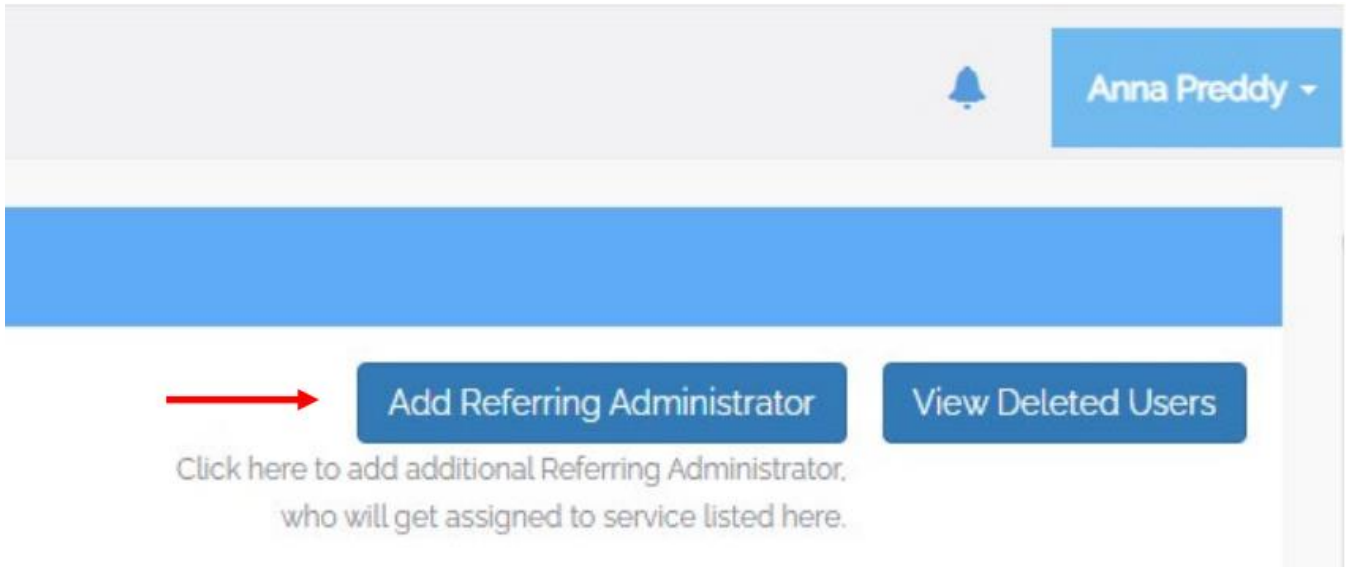 Anna Preddy
Add Referring Administrator
View Deleted Users
Click here to add additional Referring Administrator,
who will get assigned to service listed here.